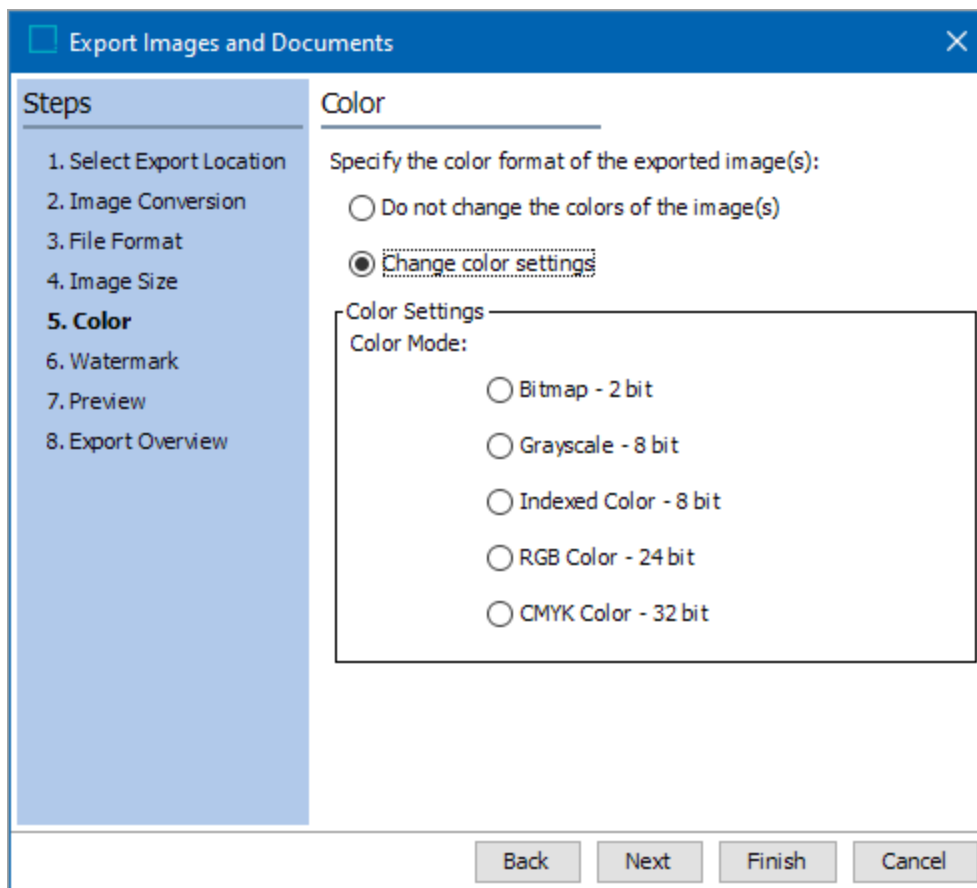 Export Images and Documents
Steps
1. Select Export Location
2. Image Conversion
3. File Format
4. Image Size
5. Color
6. Watermark
7. Preview
8. Export Overview
Color
Specify the color format of the exported image(s):
Do not change the colors of the image(s)
Change color settings
Color Settings
Color Mode:
Bitmap - 2 bit
Grayscale - 8 bit
Indexed Color - 8 bit
RGB Color - 24 bit
CMYK Color - 32 bit
Back Next Finish Cancel